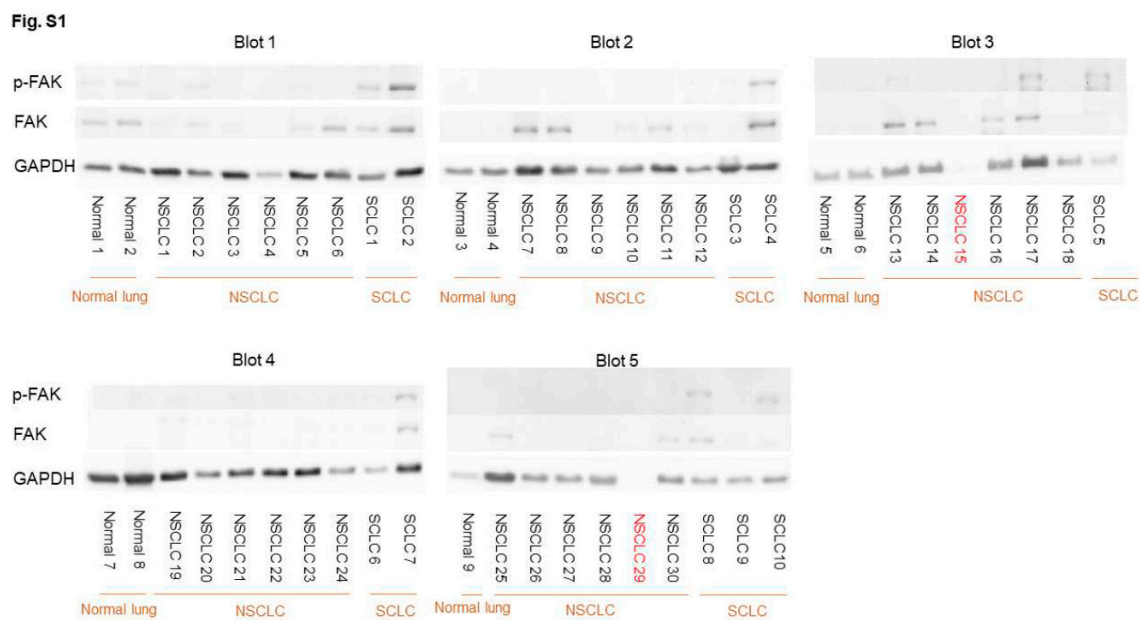 Fig. S1
Blot 1
Blot 2
Blot 3
p-FAK
FAK
GAPDH
Normal 1
Normal 2
NSCLC 1
NSCLC 2
NSCLC 3
NSCLC 4
NSCLC 5
NSCLC 6
SCLC 1
SCLC 2
Normal 3
Normal 4
NSCLC 7
NSCLC 8
NSCLC 9
NSCLC 10
NSCLC 11
NSCLC 12
SCLC 3
SCLC 4
Normal 5
Normal 6
NSCLC 13
NSCLC 14
NSCLC 15
NSCLC 16
NSCLC 17
NSCLC 18
SCLC 5
Normal lung
NSCLC
SCLC
Normal lung
NSCLC
SCLC
Normal lung
NSCLC
SCLC
Blot 4
Blot 5
p-FAK
FAK
GAPDH
Normal 7
Normal 8
NSCLC 19
NSCLC 20
NSCLC 21
NSCLC 22
NSCLC 23
NSCLC 24
SCLC 6
SCLC 7
Normal 9
NSCLC 25
NSCLC 26
NSCLC 27
NSCLC 28
NSCLC 29
NSCLC 30
SCLC 8
SCLC 9
SCLC 10
Normal lung
NSCLC
SCLC
Normal lung
NSCLC
SCLC